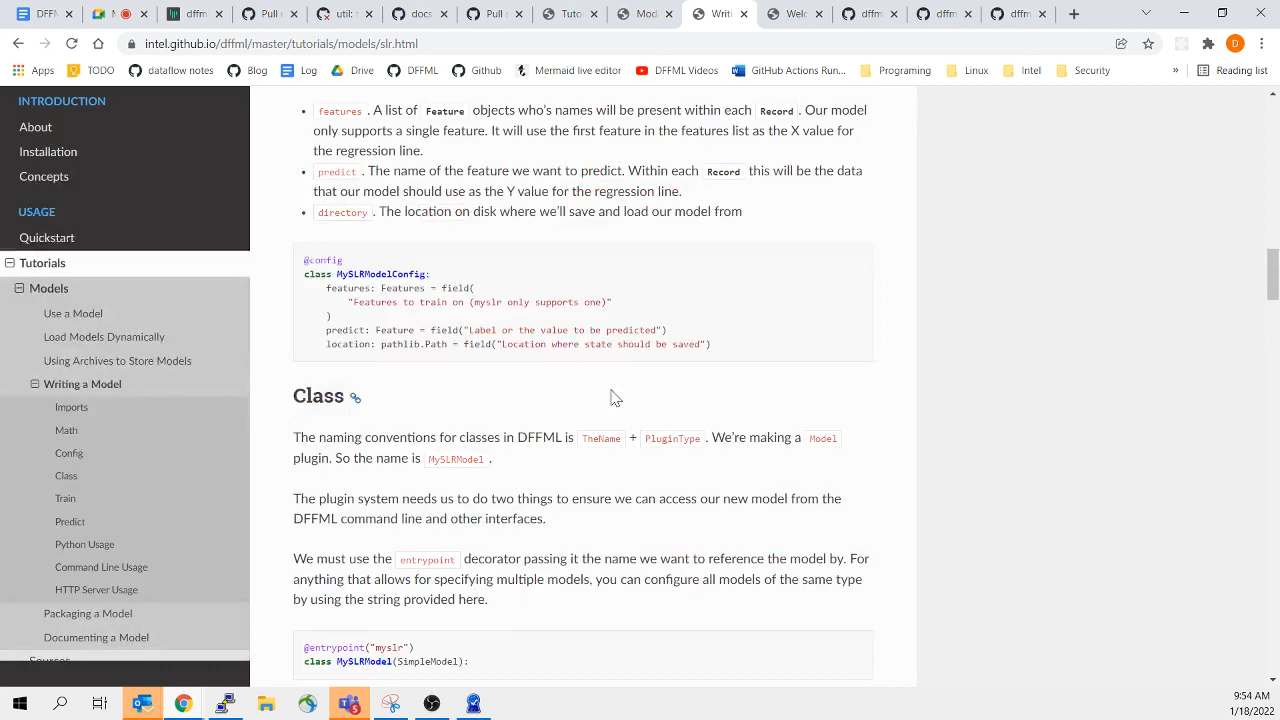 dffm
Pull r
util: t
docs
Pull r
Tuto
Mode
Writi
Web
dffm
dffm
dffm
intel.github.io/dffml/master/tutorials/models/slr.html
D
Apps
TODO
dataflow notes
Blog
Log
Drive
DFFML
Github
Mermaid live editor
DFFML Videos
GitHub Actions Run...
Programing
Linux
Intel
Security
»
Reading list
INTRODUCTION
About
Installation
Concepts
USAGE
Quickstart
Tutorials
Models
Use a Model
Load Models Dynamically
Using Archives to Store Models
Writing a Model
Imports
Math
Config
Class
Train
Predict
Python Usage
Command Line Usage
HTTP Server Usage
Packaging a Model
Documenting a Model
Sources
features . A list of Feature objects who's names will be present within each Record . Our model
only supports a single feature. It will use the first feature in the features list as the X value for
the regression line.
predict . The name of the feature we want to predict. Within each Record this will be the data
that our model should use as the Y value for the regression line.
directory . The location on disk where we'll save and load our model from
@config
class MySLRModelConfig:
features: Features = field(
"Features to train on (myslr only supports one)"
)
predict: Feature = field("Label or the value to be predicted")
location: pathlib.Path = field("Location where state should be saved")
Class
The naming conventions for classes in DFFML is TheName + PluginType . We're making a Model
plugin. So the name is MySLRModel .
The plugin system needs us to do two things to ensure we can access our new model from the
DFFML command line and other interfaces.
We must use the entrypoint decorator passing it the name we want to reference the model by. For
anything that allows for specifying multiple models, you can configure all models of the same type
by using the string provided here.
@entrypoint("myslr")
class MySLRModel(SimpleModel):
9:54 AM
1/18/2022